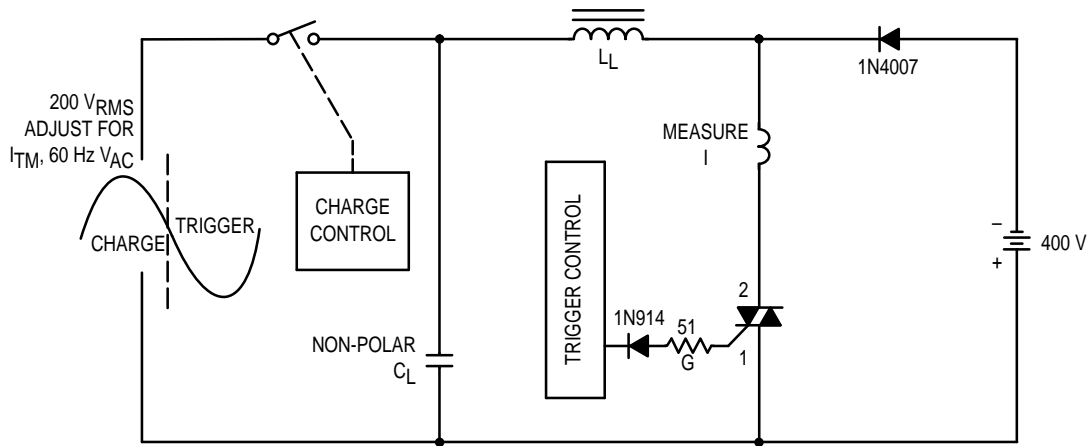 200 VRMS
ADJUST FOR
ITM, 60 Hz VAC
CHARGE
TRIGGER
CHARGE
CONTROL
NON-POLAR
CL
LL
TRIGGER CONTROL
1N914
51
G
MEASURE
I
2
1
1N4007
–
+
400 V